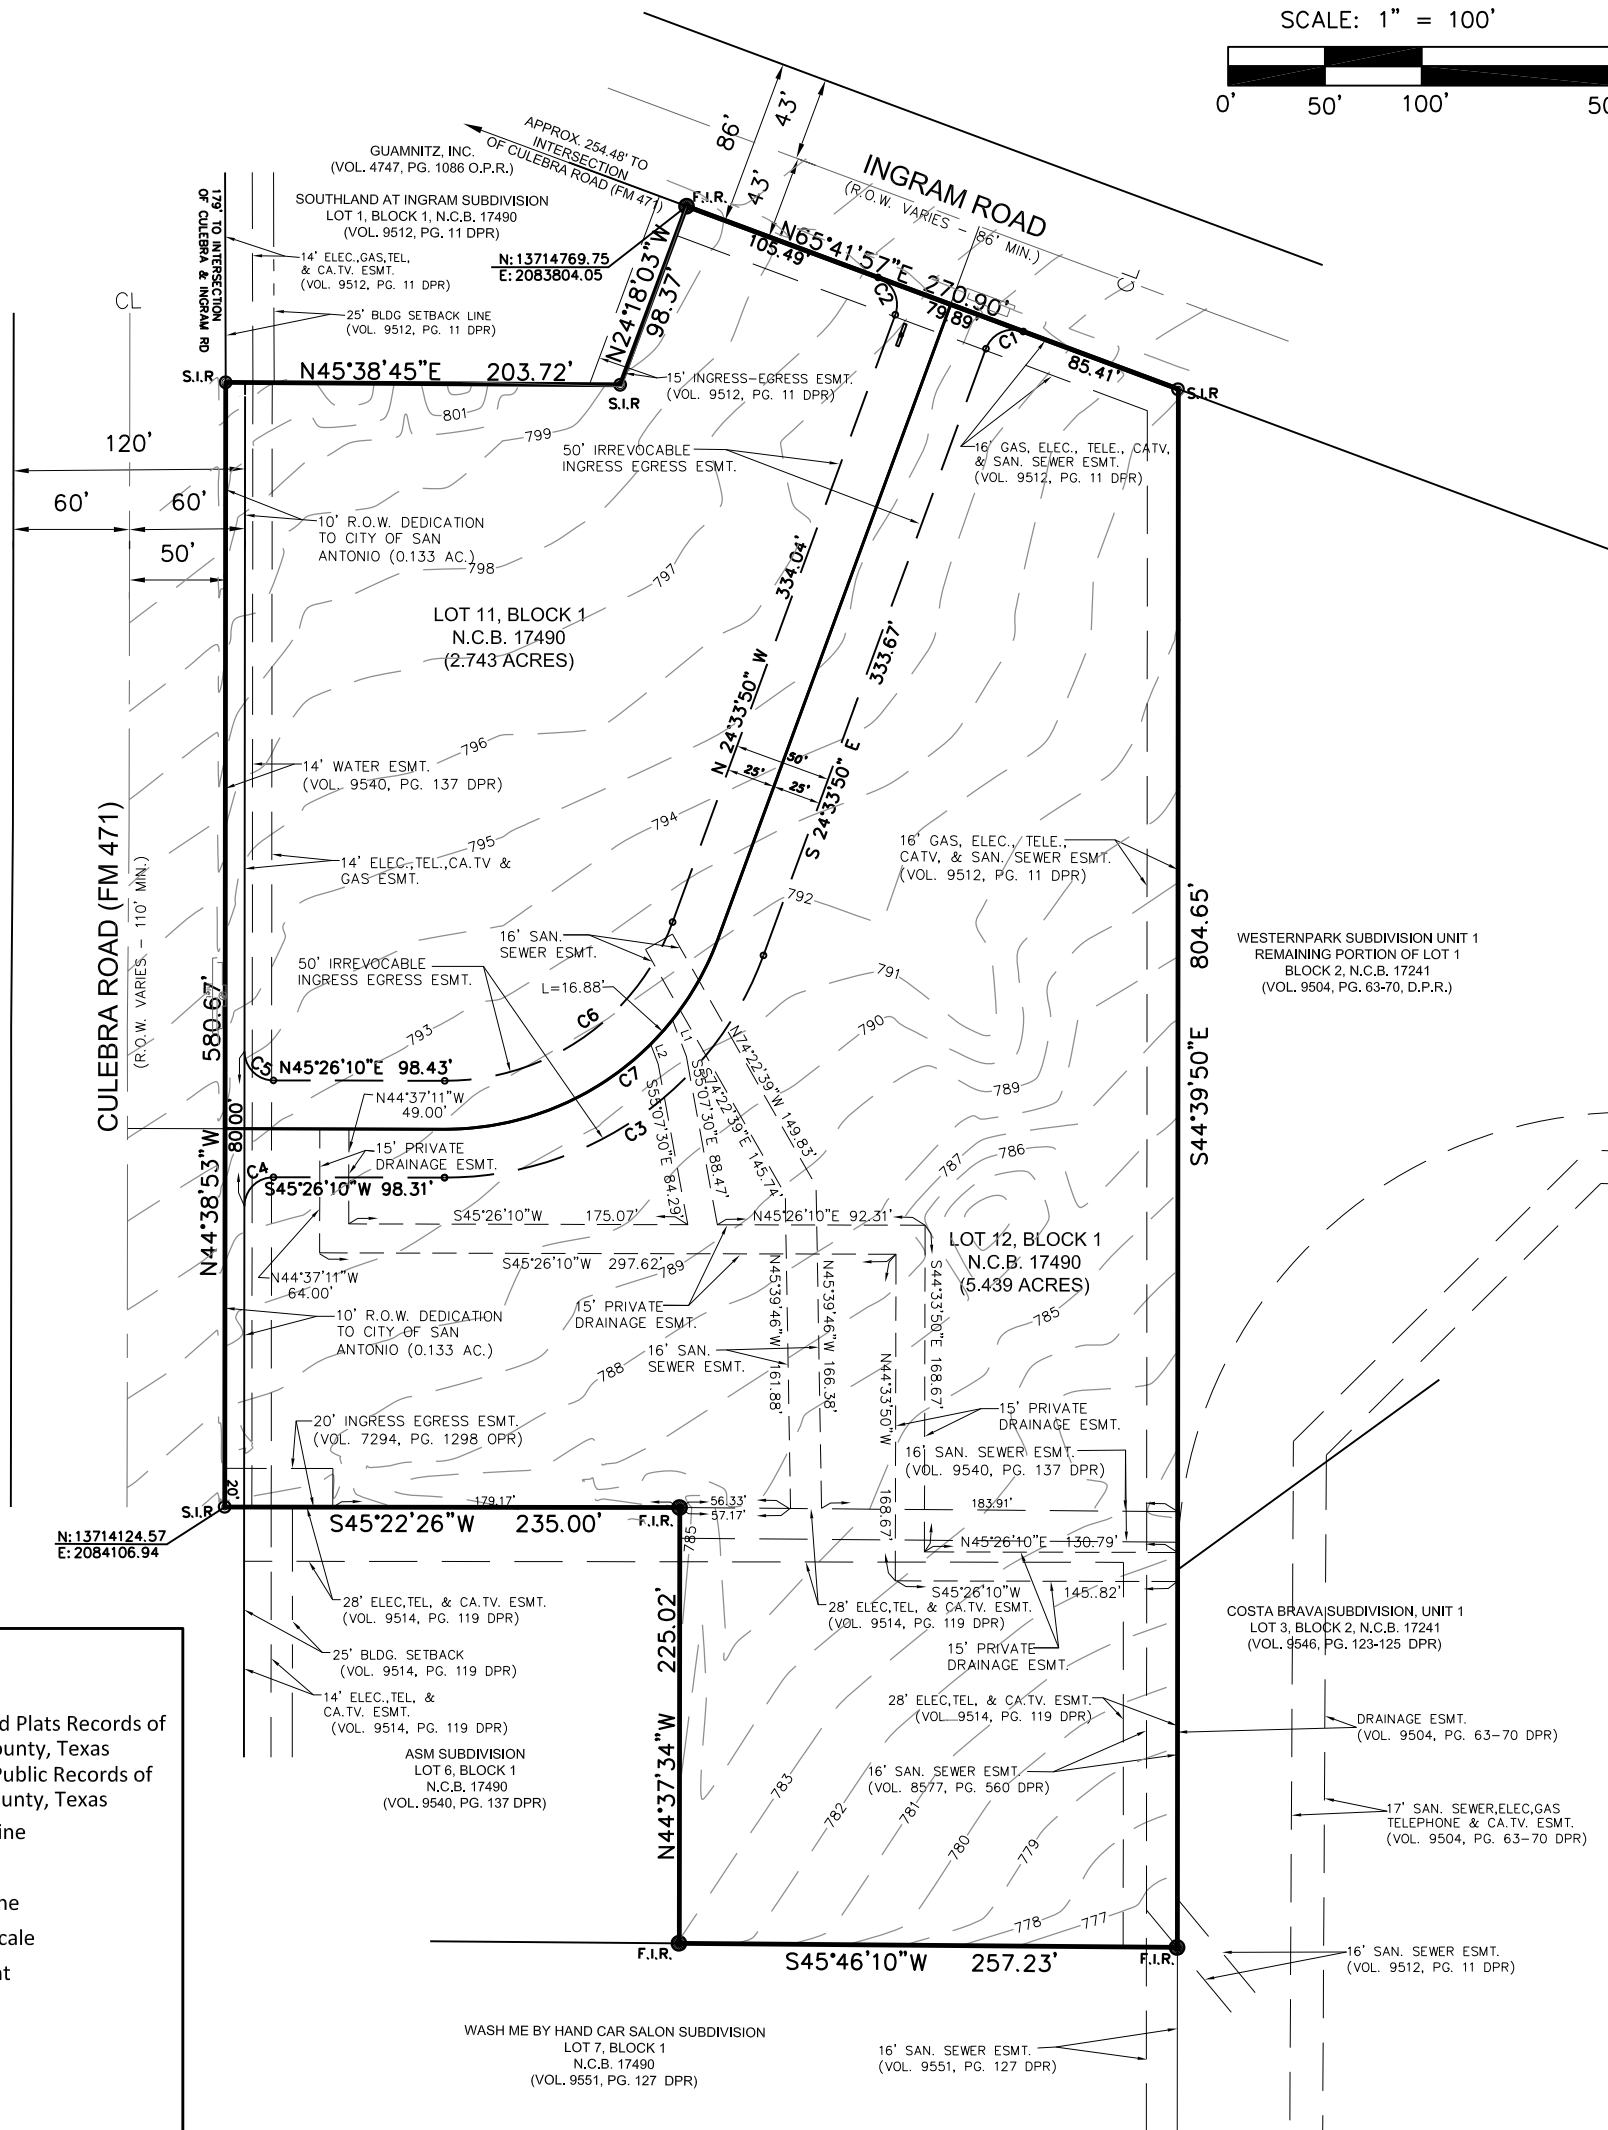 SCALE: 1" = 100'
0'
50'
100'
86'
43'
43'
INGRAM ROAD
(R.O.W. VARIES - 86' MIN.)
CL
APPROX. 254.48' TO
INTERSECTION
OF CULEBRA ROAD (FM 471)
GUAMNITZ, INC.
(VOL. 4747, PG. 1086 O.P.R.)
SOUTHLAND AT INGRAM SUBDIVISION
LOT 1, BLOCK 1, N.C.B. 17490
(VOL. 9512, PG. 11 DPR)
179' TO INTERSECTION
OF CULEBRA & INGRAM RD
14' ELEC.,GAS,TEL,
& CA.TV. ESMT.
(VOL. 9512, PG. 11 DPR)
25' BLDG SETBACK LINE
(VOL. 9512, PG. 11 DPR)
F.I.R.
N:13714769.75
E:2083804.05
N24°18'03"W
98.37'
N65°41'57"E 270.90'
105.49'
C2
79.89'
C1
85.41'
S.I.R
CL
S.I.R
N45°38'45"E 203.72'
S.I.R
15' INGRESS-EGRESS ESMT.
(VOL. 9512, PG. 11 DPR)
801
799
50' IRREVOCABLE
INGRESS EGRESS ESMT.
16' GAS, ELEC., TELE., CATV,
& SAN. SEWER ESMT.
(VOL. 9512, PG. 11 DPR)
120'
60'
60'
50'
10' R.O.W. DEDICATION
TO CITY OF SAN
ANTONIO (0.133 AC.)
798
797
LOT 11, BLOCK 1
N.C.B. 17490
(2.743 ACRES)
N 24°33'50" W 334.04'
S 24°33'50" E 333.67'
50'
25'
25'
796
14' WATER ESMT.
(VOL. 9540, PG. 137 DPR)
795
794
14' ELEC.,TEL.,CA.TV &
GAS ESMT.
16' GAS, ELEC., TELE.,
CATV, & SAN. SEWER ESMT.
(VOL. 9512, PG. 11 DPR)
792
CULEBRA ROAD (FM 471)
(R.O.W. VARIES - 110' MIN.)
16' SAN.
SEWER ESMT.
50' IRREVOCABLE
INGRESS EGRESS ESMT.
L=16.88'
791
790
789
793
S44°39'50"E 804.65'
WESTERNPARK SUBDIVISION UNIT 1
REMAINING PORTION OF LOT 1
BLOCK 2, N.C.B. 17241
(VOL. 9504, PG. 63-70, D.P.R.)
N44°38'53"W 580.67'
80.00'
C5
N45°26'10"E 98.43'
C6
C7
C3
L1
L2
N44°37'11"W
49.00'
15' PRIVATE
DRAINAGE ESMT.
C4
S45°26'10"W 98.31'
S55°07'30"E 84.29'
S55°07'30"E 88.47'
S74°22'39"E 145.74'
N74°22'39"W 149.83'
787
786
S45°26'10"W 175.07'
N45°26'10"E 92.31'
LOT 12, BLOCK 1
N.C.B. 17490
(5.439 ACRES)
S45°26'10"W 297.62'
789
N44°37'11"W
64.00'
10' R.O.W. DEDICATION
TO CITY OF SAN
ANTONIO (0.133 AC.)
15' PRIVATE
DRAINAGE ESMT.
16' SAN.
SEWER ESMT.
788
785
N45°39'46"W 161.88'
N45°39'46"W 166.38'
N44°33'50"W
168.67'
S44°33'50"E 168.67'
15' PRIVATE
DRAINAGE ESMT.
20' INGRESS EGRESS ESMT.
(VOL. 7294, PG. 1298 OPR)
16' SAN. SEWER ESMT.
(VOL. 9540, PG. 137 DPR)
20'
S.I.R
N:13714124.57
E:2084106.94
179.17'
S45°22'26"W 235.00'
F.I.R.
56.33'
57.17'
183.91'
785
N45°26'10"E 130.79'
S45°26'10"W 145.82'
28' ELEC,TEL, & CA.TV. ESMT.
(VOL. 9514, PG. 119 DPR)
28' ELEC,TEL, & CA.TV. ESMT.
(VOL. 9514, PG. 119 DPR)
15' PRIVATE
DRAINAGE ESMT.
COSTA BRAVA SUBDIVISION, UNIT 1
LOT 3, BLOCK 2, N.C.B. 17241
(VOL. 9546, PG. 123-125 DPR)
25' BLDG. SETBACK
(VOL. 9514, PG. 119 DPR)
14' ELEC.,TEL, &
CA.TV. ESMT.
(VOL. 9514, PG. 119 DPR)
N44°37'34"W 225.02'
28' ELEC,TEL, & CA.TV. ESMT.
(VOL. 9514, PG. 119 DPR)
DRAINAGE ESMT.
(VOL. 9504, PG. 63-70 DPR)
ASM SUBDIVISION
LOT 6, BLOCK 1
N.C.B. 17490
(VOL. 9540, PG. 137 DPR)
16' SAN. SEWER ESMT.
(VOL. 8577, PG. 560 DPR)
17' SAN. SEWER,ELEC,GAS
TELEPHONE & CA.TV. ESMT.
(VOL. 9504, PG. 63-70 DPR)
783
782
781
780
779
778
777
F.I.R.
S45°46'10"W 257.23'
F.I.R.
16' SAN. SEWER ESMT.
(VOL. 9512, PG. 11 DPR)
WASH ME BY HAND CAR SALON SUBDIVISION
LOT 7, BLOCK 1
N.C.B. 17490
(VOL. 9551, PG. 127 DPR)
16' SAN. SEWER ESMT.
(VOL. 9551, PG. 127 DPR)
d Plats Records of
ounty, Texas
Public Records of
unty, Texas
ine
ne
cale
nt